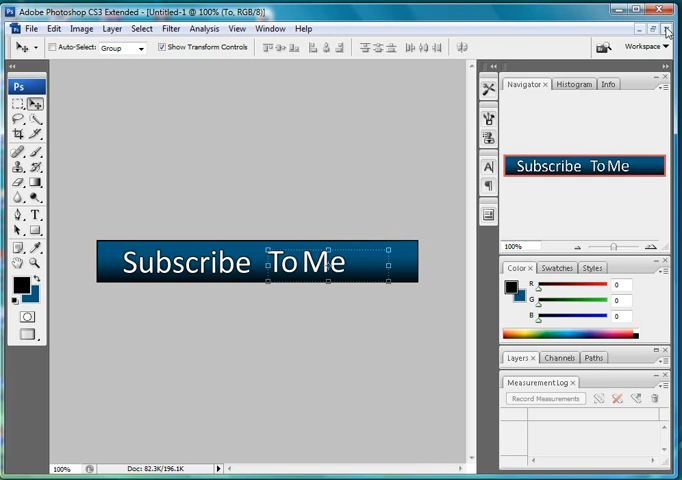 Adobe Photoshop CS3 Extended - [Untitled-1 @ 100% (To, RGB/8)]
File Edit Image Layer Select Filter Analysis View Window Help
Auto-Select: Group Show Transform Controls Workspace
Ps
Navigator Histogram Info
Subscribe To Me
100%
Color Swatches Styles
R 0
G 0
B 0
Subscribe To Me
Layers Channels Paths
Measurement Log
Record Measurements
100% Doc: 82.3K/196.1K